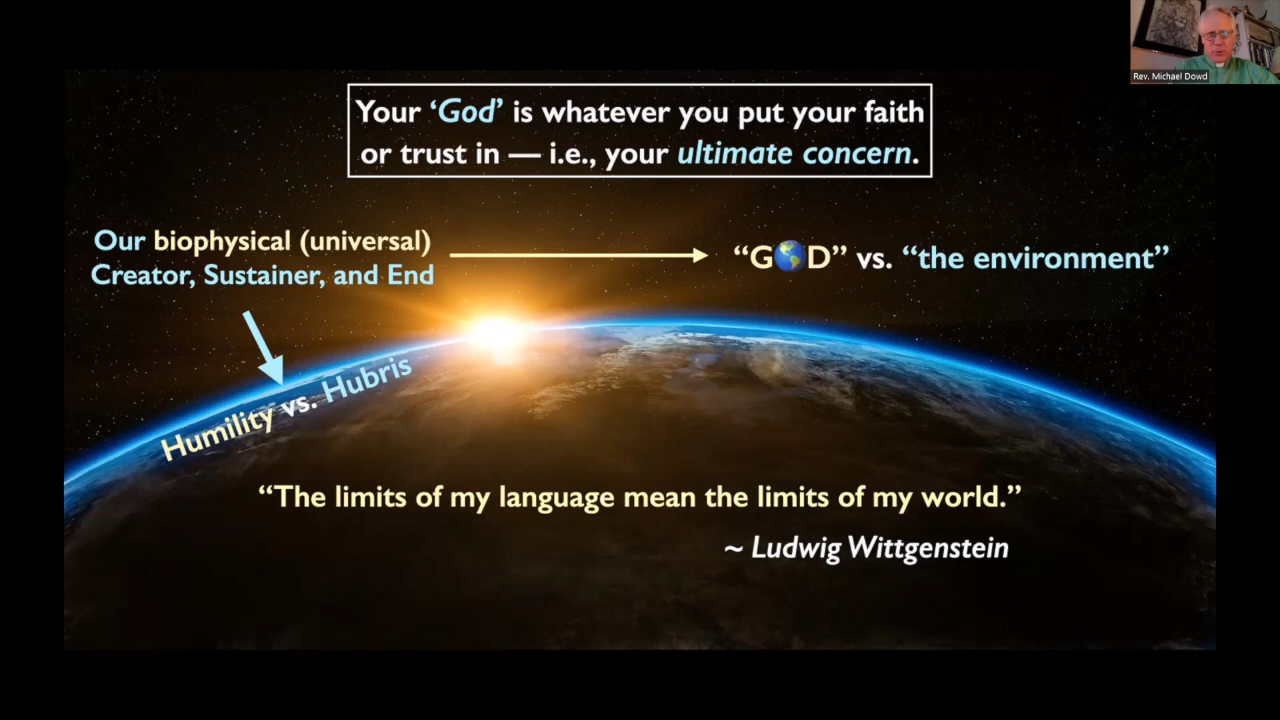 Rev. Michael Dowd
Your ‘God’ is whatever you put your faith
or trust in — i.e., your ultimate concern.
Our biophysical (universal)
Creator, Sustainer, and End
“G🌎D” vs. “the environment”
Humility vs. Hubris
“The limits of my language mean the limits of my world.”
~ Ludwig Wittgenstein